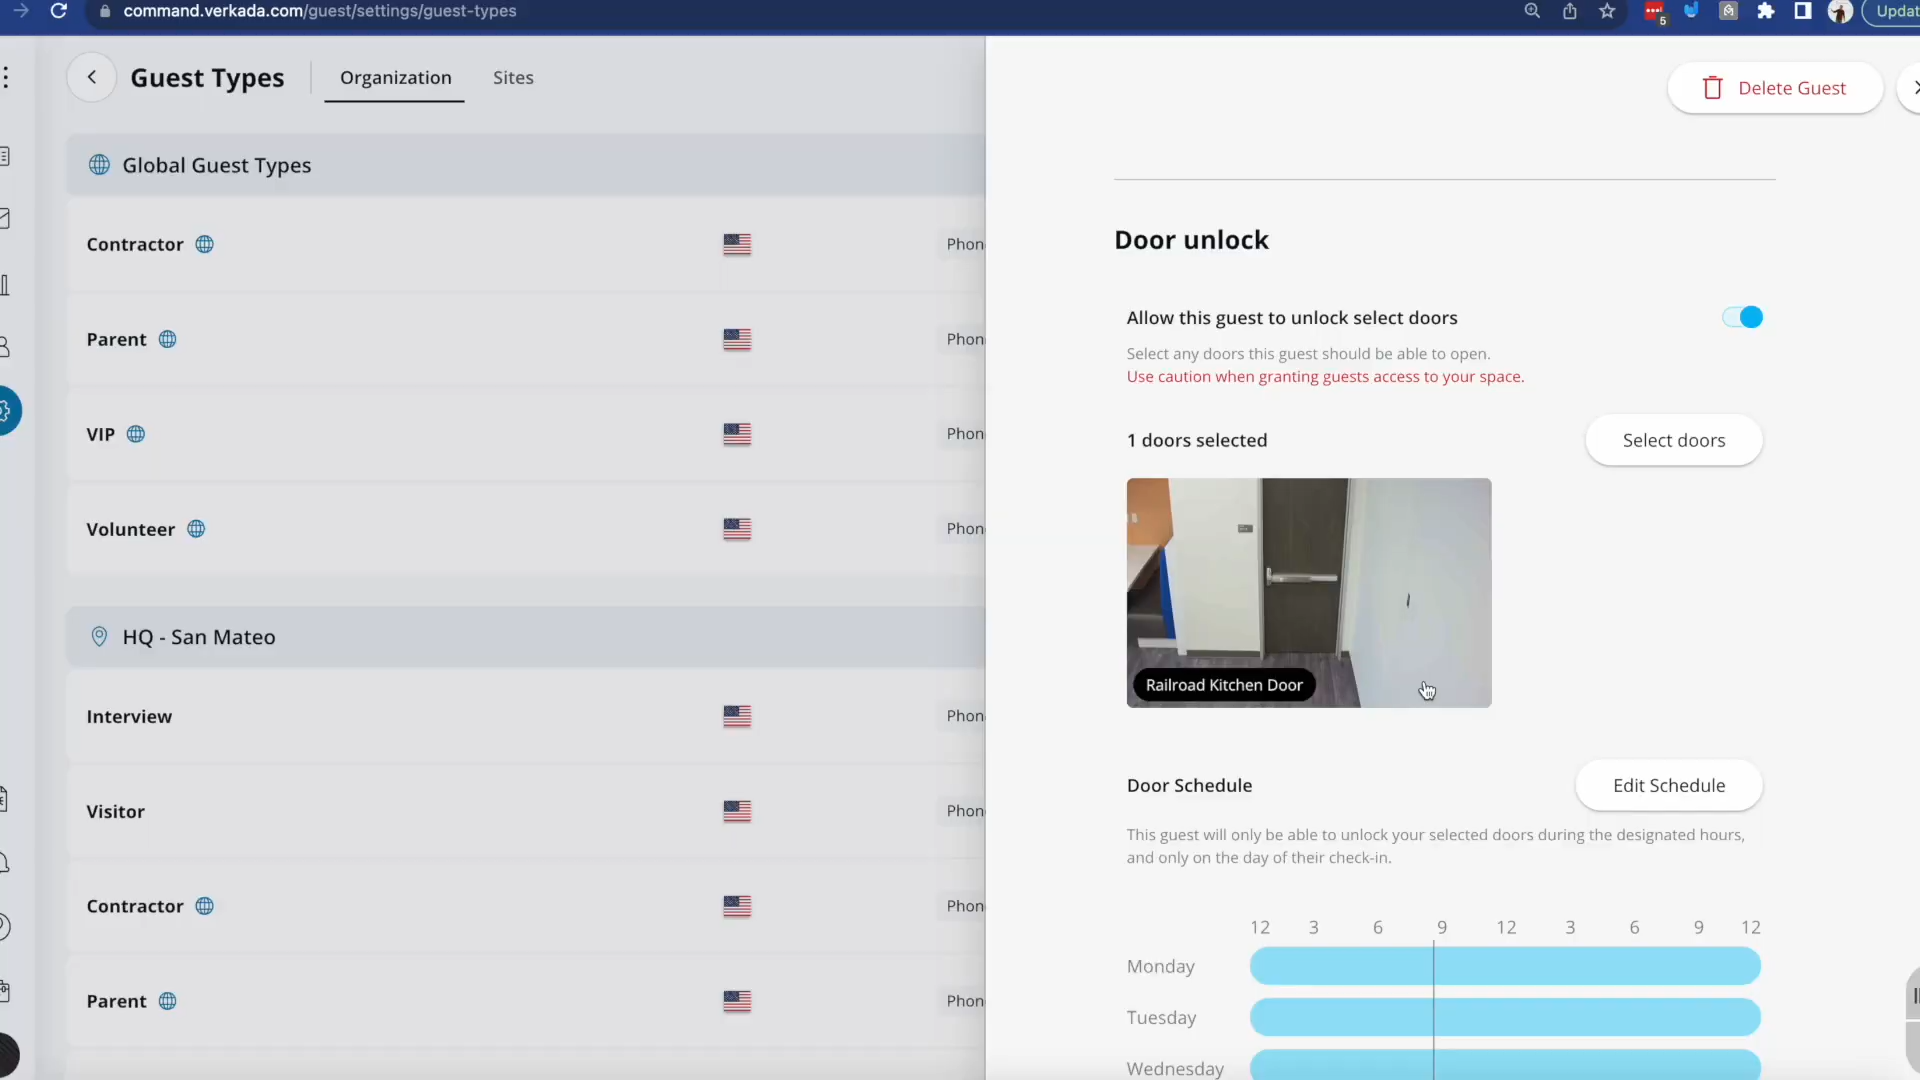 command.verkada.com/guest/settings/guest-types
5
Updat
Guest Types
Organization
Sites
Delete Guest
Global Guest Types
Contractor
Phon
Parent
Phon
VIP
Phon
Volunteer
Phon
HQ - San Mateo
Interview
Phon
Visitor
Phon
Contractor
Phon
Parent
Phon
Door unlock
Allow this guest to unlock select doors
Select any doors this guest should be able to open.
Use caution when granting guests access to your space.
1 doors selected
Select doors
Railroad Kitchen Door
Door Schedule
Edit Schedule
This guest will only be able to unlock your selected doors during the designated hours,
and only on the day of their check-in.
12 3 6 9 12 3 6 9 12
Monday
Tuesday
Wednesday